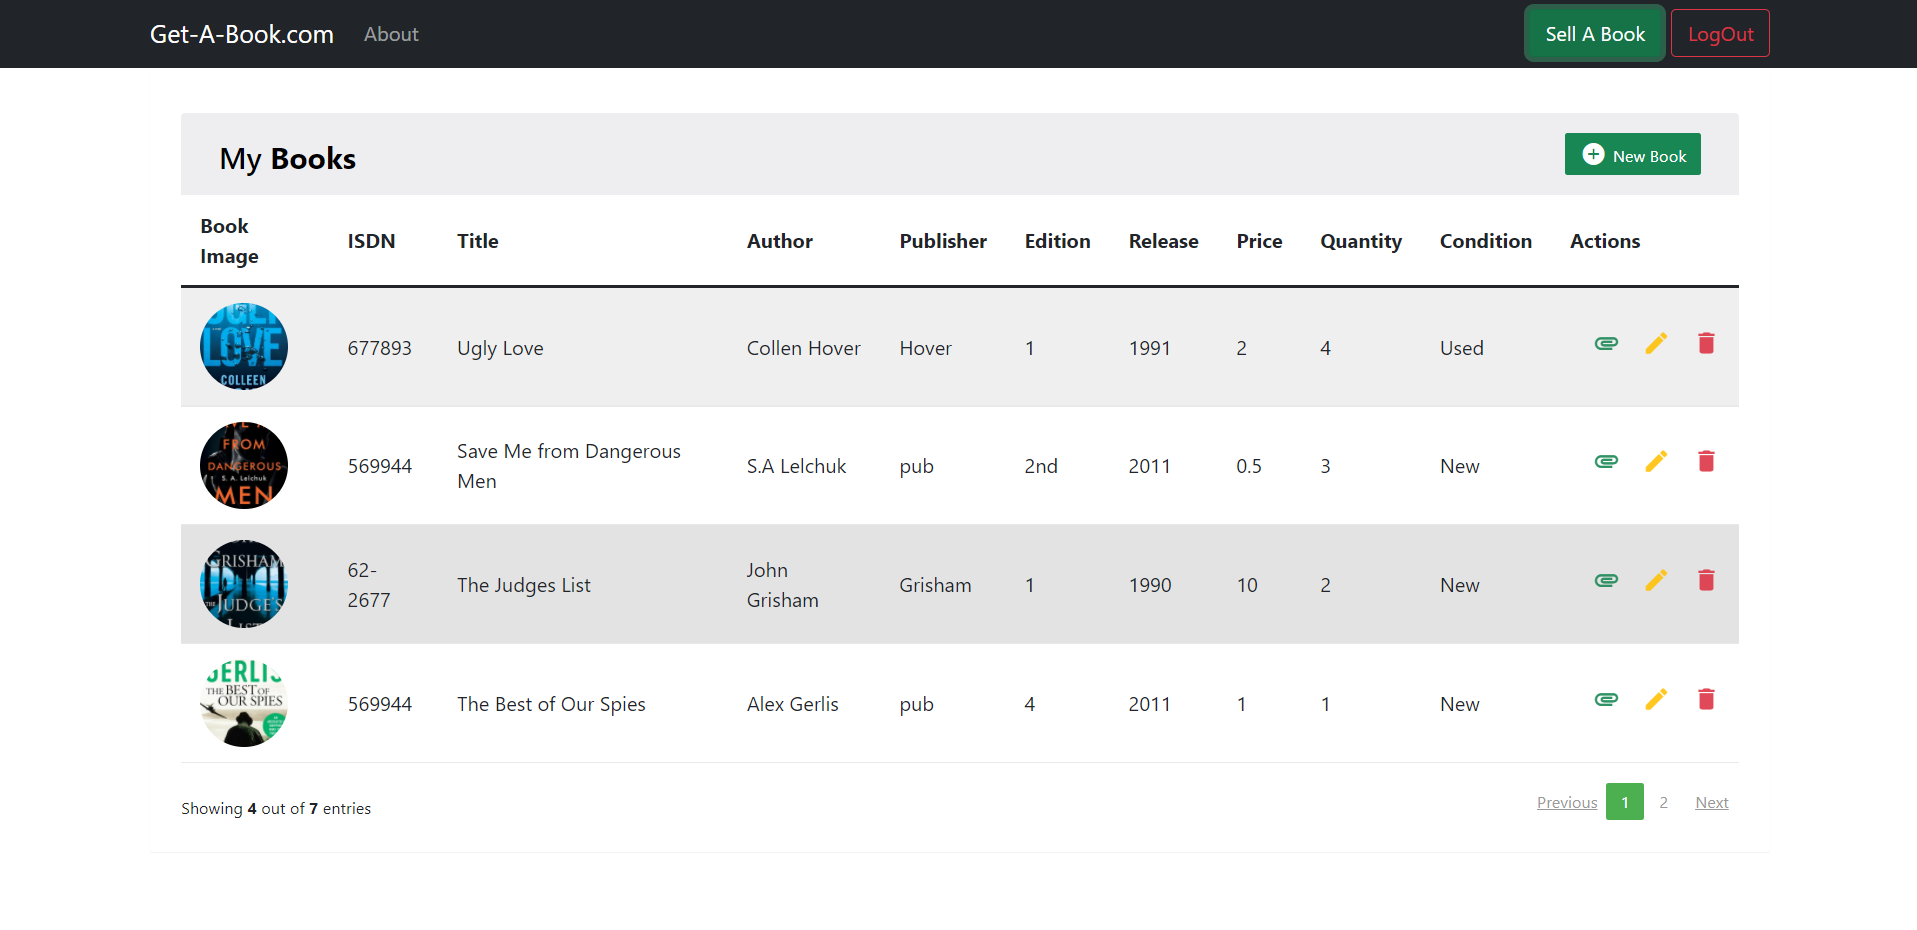 Get-A-Book.com About Sell A Book LogOut
My Books New Book
Book Image ISDN Title Author Publisher Edition Release Price Quantity Condition Actions
LOVE
COLLEEN
677893 Ugly Love Collen Hover Hover 1 1991 2 4 Used
FROM
DANGEROUS
S. A. Lelchuk
MEN
569944 Save Me from Dangerous Men S.A Lelchuk pub 2nd 2011 0.5 3 New
GRISHAM
THE
JUDGE'S
LIST
62-2677 The Judges List John Grisham Grisham 1 1990 10 2 New
GERLIS
THE BEST OF
OUR SPIES
569944 The Best of Our Spies Alex Gerlis pub 4 2011 1 1 New
Showing 4 out of 7 entries Previous 1 2 Next